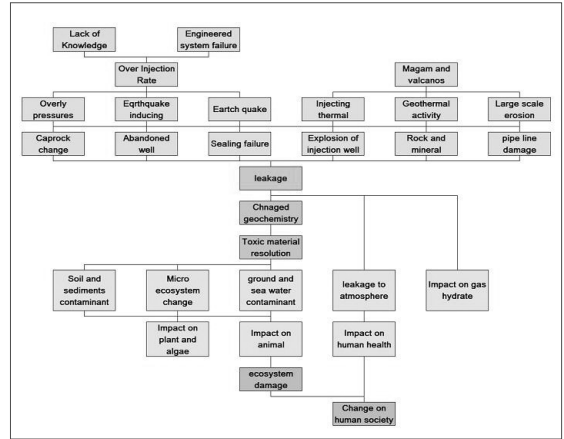 Lack of
Knowledge
Engineered
system failure
Over Injection
Rate
Magam and
valcanos
Overly
pressures
Eqrthquake
inducing
Eartch quake
Injecting
thermal
Geothermal
activity
Large scale
erosion
Caprock
change
Abandoned
well
Sealing failure
Explosion of
injection well
Rock and
mineral
pipe line
damage
leakage
Chnaged
geochemistry
Toxic material
resolution
Soil and
sediments
contaminant
Micro
ecosystem
change
ground and
sea water
contaminant
leakage to
atmosphere
Impact on gas
hydrate
Impact on
plant and
algae
Impact on
animal
Impact on
human health
ecosystem
damage
Change on
human society